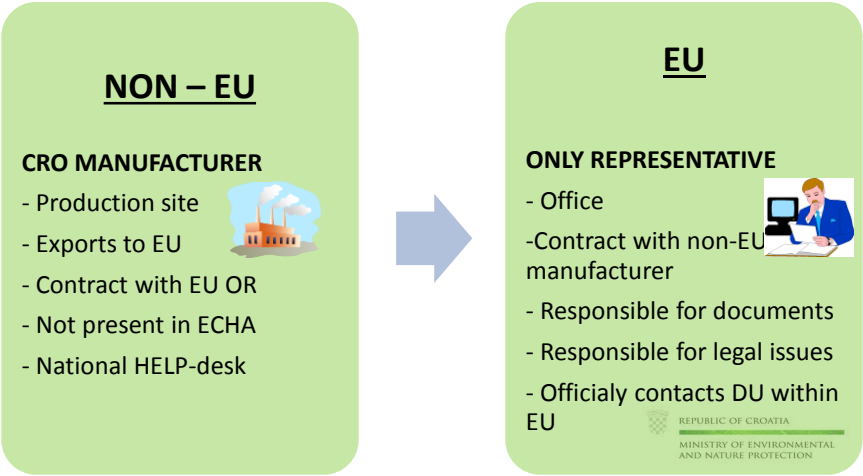 NON – EU
CRO MANUFACTURER
- Production site
- Exports to EU
- Contract with EU OR
- Not present in ECHA
- National HELP-desk
EU
ONLY REPRESENTATIVE
- Office
-Contract with non-EU
manufacturer
- Responsible for documents
- Responsible for legal issues
- Officialy contacts DU within
EU
REPUBLIC OF CROATIA
MINISTRY OF ENVIRONMENTAL
AND NATURE PROTECTION